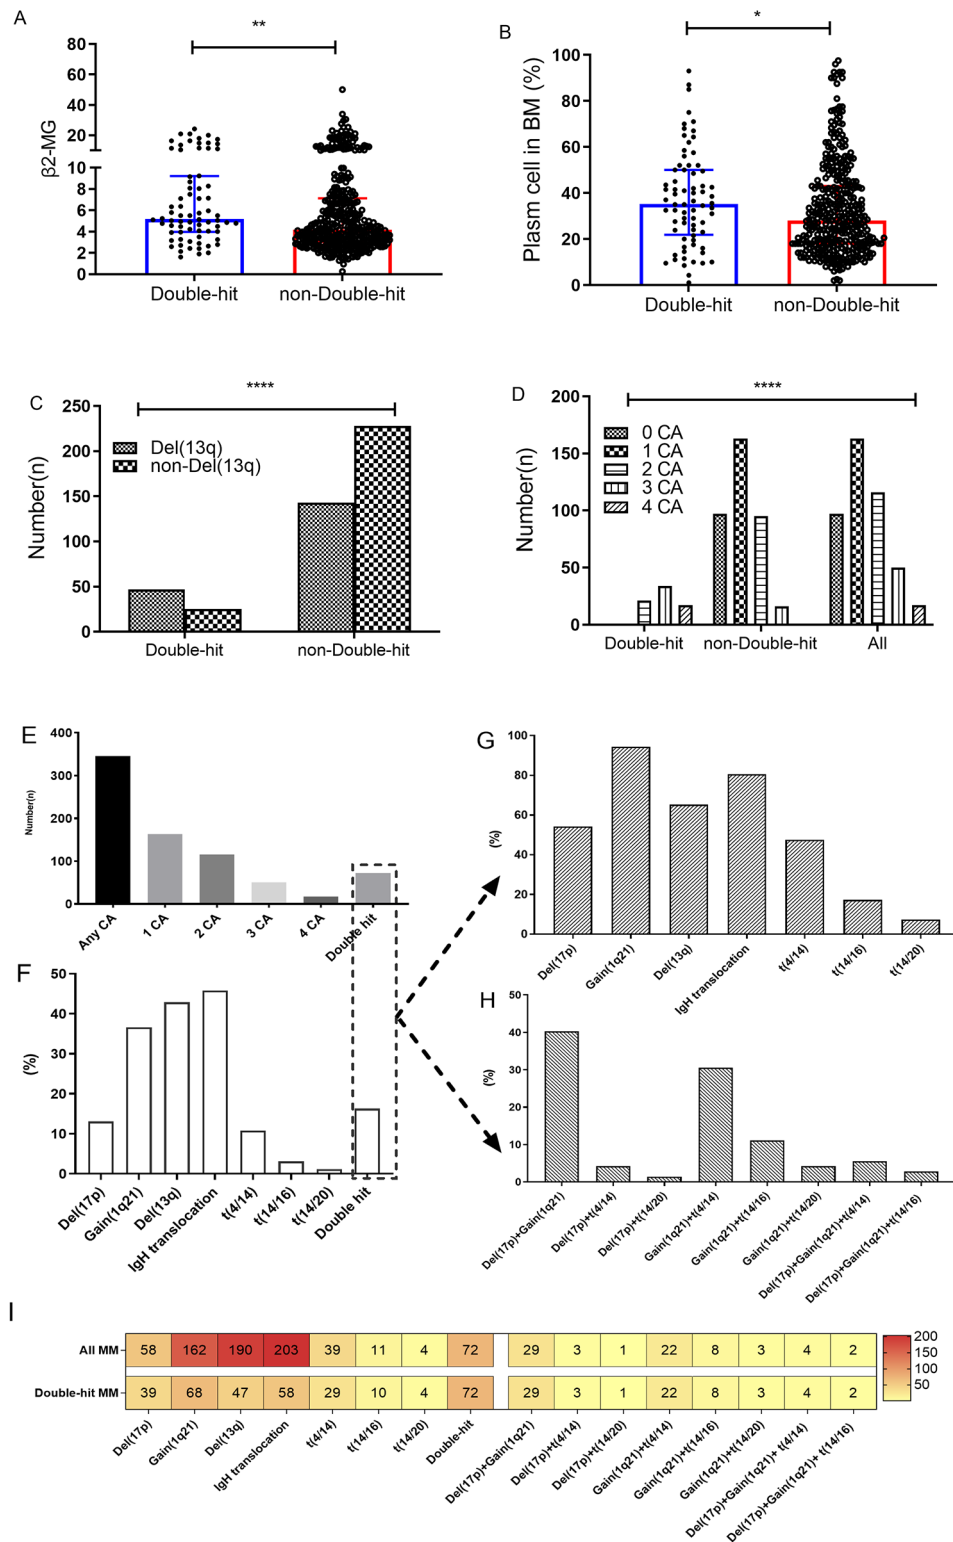 A
**
80
60
40
20
10
8
6
4
2
0
β2-MG
Double-hit
non-Double-hit
B
*
100
80
60
40
20
0
Plasm cell in BM (%)
Double-hit
non-Double-hit
C
****
250
200
150
100
50
0
Number(n)
Del(13q)
non-Del(13q)
Double-hit
non-Double-hit
D
****
200
150
100
50
0
Number(n)
0 CA
1 CA
2 CA
3 CA
4 CA
Double-hit
non-Double-hit
All
E
400
300
200
100
0
Number(n)
Any CA
1 CA
2 CA
3 CA
4 CA
Double hit
F
50
40
30
20
10
0
(%)
Del(17p)
Gain(1q21)
Del(13q)
IgH translocation
t(4/14)
t(14/16)
t(14/20)
Double hit
G
100
80
60
40
20
0
(%)
Del(17p)
Gain(1q21)
Del(13q)
IgH translocation
t(4/14)
t(14/16)
t(14/20)
H
50
40
30
20
10
0
(%)
Del(17p)+Gain(1q21)
Del(17p)+t(4/14)
Del(17p)+t(14/20)
Gain(1q21)+t(4/14)
Gain(1q21)+t(14/16)
Gain(1q21)+t(14/20)
Del(17p)+Gain(1q21)+t(4/14)
Del(17p)+Gain(1q21)+t(14/16)
I
All MM 58 162 190 203 39 11 4 72 29 3 1 22 8 3 4 2
Double-hit MM 39 68 47 58 29 10 4 72 29 3 1 22 8 3 4 2
200
150
100
50
Del(17p)
Gain(1q21)
Del(13q)
IgH translocation
t(4/14)
t(14/16)
t(14/20)
Double-hit
Del(17p)+Gain(1q21)
Del(17p)+t(4/14)
Del(17p)+t(14/20)
Gain(1q21)+t(4/14)
Gain(1q21)+t(14/16)
Gain(1q21)+t(14/20)
Del(17p)+Gain(1q21)+ t(4/14)
Del(17p)+Gain(1q21)+ t(14/16)